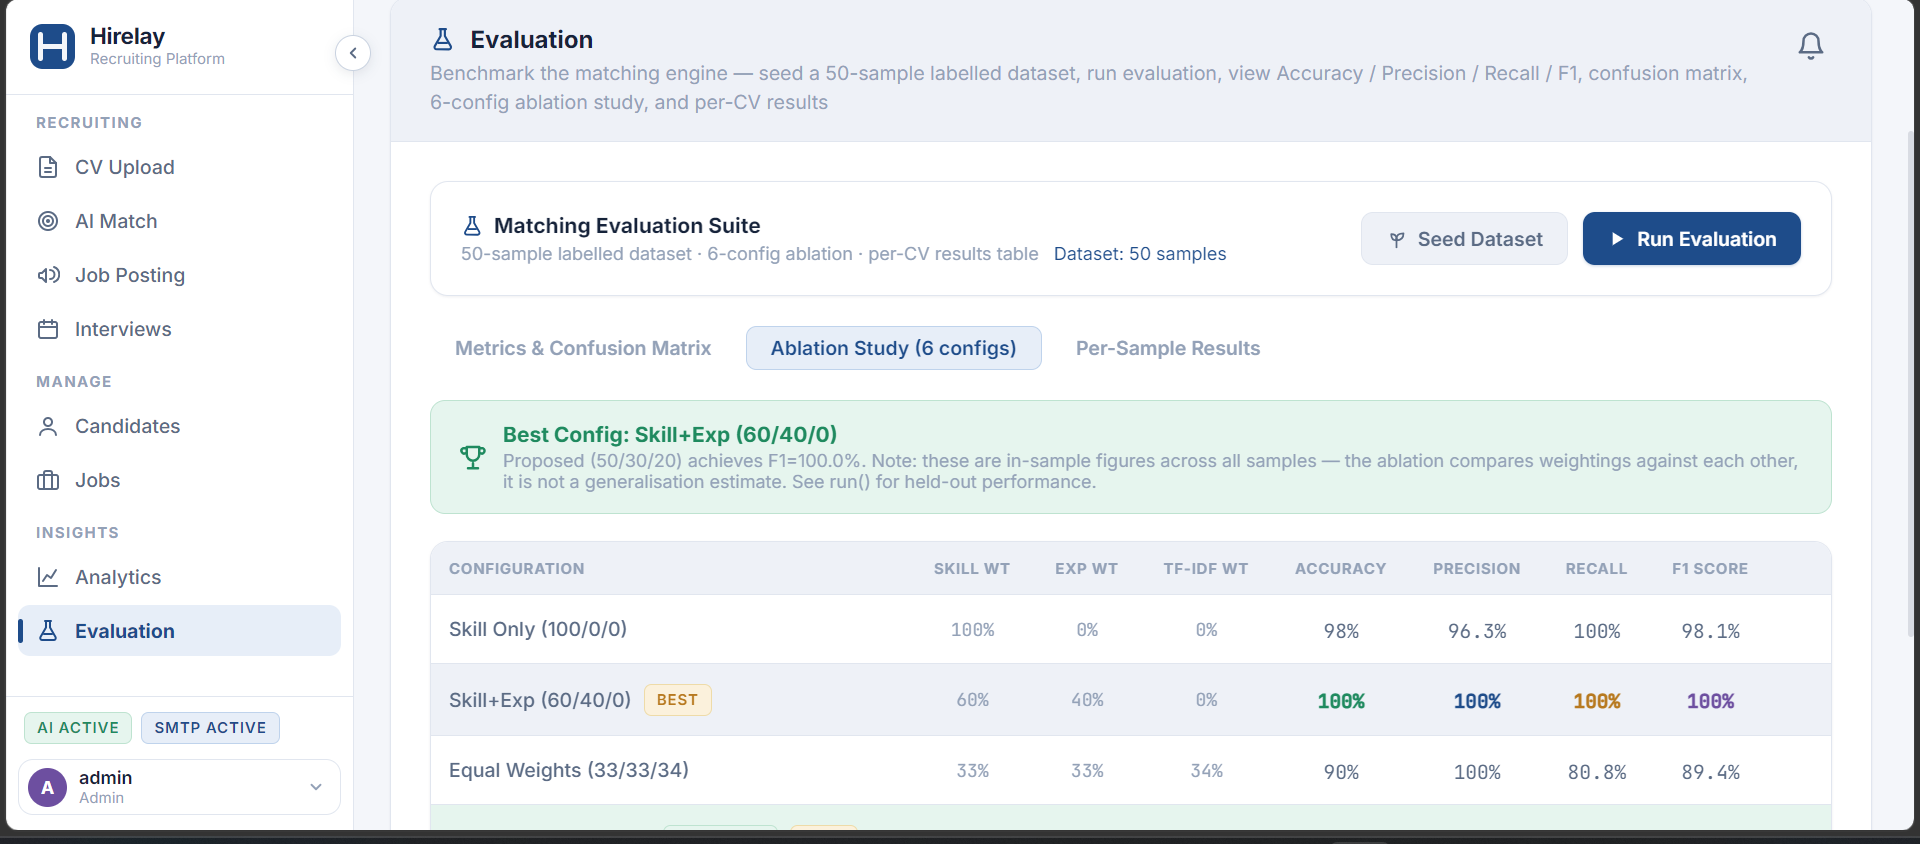 Hirelay
Recruiting Platform
RECRUITING
CV Upload
AI Match
Job Posting
Interviews
MANAGE
Candidates
Jobs
INSIGHTS
Analytics
Evaluation
AI ACTIVE
SMTP ACTIVE
A
admin
Admin
Evaluation
Benchmark the matching engine — seed a 50-sample labelled dataset, run evaluation, view Accuracy / Precision / Recall / F1, confusion matrix,
6-config ablation study, and per-CV results
Matching Evaluation Suite
50-sample labelled dataset · 6-config ablation · per-CV results table Dataset: 50 samples
Seed Dataset
Run Evaluation
Metrics & Confusion Matrix
Ablation Study (6 configs)
Per-Sample Results
Best Config: Skill+Exp (60/40/0)
Proposed (50/30/20) achieves F1=100.0%. Note: these are in-sample figures across all samples — the ablation compares weightings against each other,
it is not a generalisation estimate. See run() for held-out performance.
CONFIGURATION SKILL WT EXP WT TF-IDF WT ACCURACY PRECISION RECALL F1 SCORE
Skill Only (100/0/0) 100% 0% 0% 98% 96.3% 100% 98.1%
Skill+Exp (60/40/0) BEST 60% 40% 0% 100% 100% 100% 100%
Equal Weights (33/33/34) 33% 33% 34% 90% 100% 80.8% 89.4%